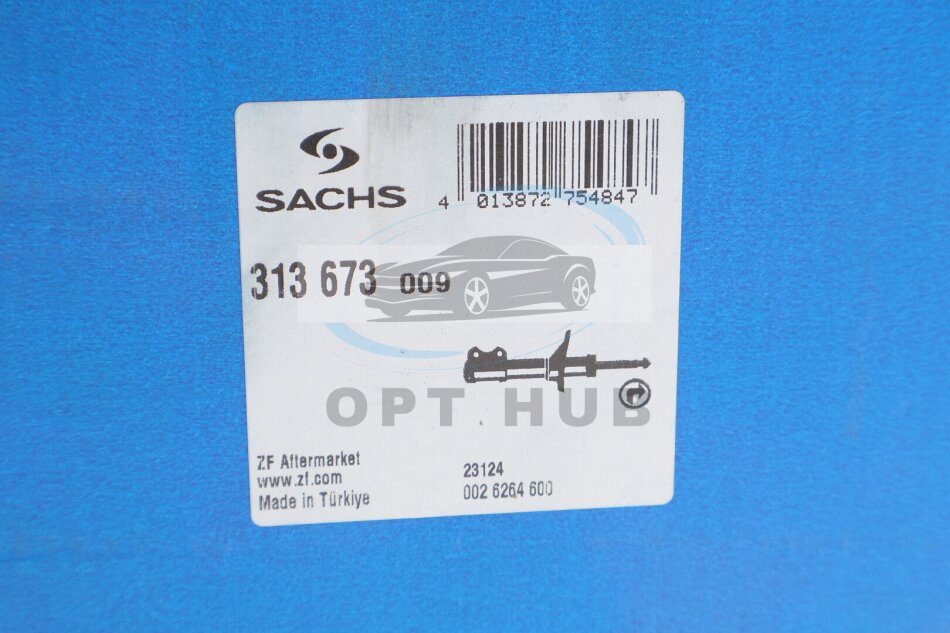 SACHS
4 013872 754847
313 673 009
OPT HUB
ZF Aftermarket
www.zf.com
Made in Türkiye
23124
002 6264 600